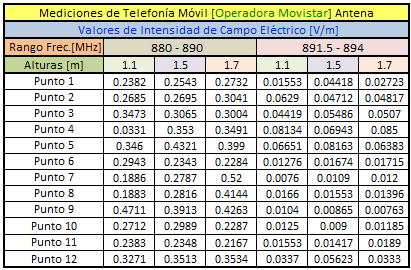 Mediciones de Telefonía Móvil [Operadora Movistar] Antena
Valores de Intensidad de Campo Eléctrico [V/m]
Rango Frec.[MHz] 880 - 890 891.5 - 894
Alturas [m] 1.1 1.5 1.7 1.1 1.5 1.7
Punto 1 0.2382 0.2543 0.2732 0.01553 0.04418 0.02723
Punto 2 0.2685 0.2695 0.3041 0.0629 0.04712 0.04817
Punto 3 0.3473 0.3065 0.3004 0.04419 0.05486 0.0507
Punto 4 0.0331 0.353 0.3491 0.08134 0.06943 0.085
Punto 5 0.346 0.4321 0.399 0.06651 0.08163 0.06383
Punto 6 0.2943 0.2343 0.2284 0.01276 0.01674 0.01715
Punto 7 0.1886 0.2787 0.52 0.0076 0.0109 0.012
Punto 8 0.1883 0.2816 0.4144 0.0166 0.01553 0.01396
Punto 9 0.4711 0.3913 0.4263 0.0104 0.00865 0.00763
Punto 10 0.2712 0.2989 0.2287 0.0125 0.009 0.01185
Punto 11 0.2383 0.2348 0.2167 0.01553 0.01417 0.0189
Punto 12 0.3271 0.3513 0.3534 0.0337 0.05623 0.0333